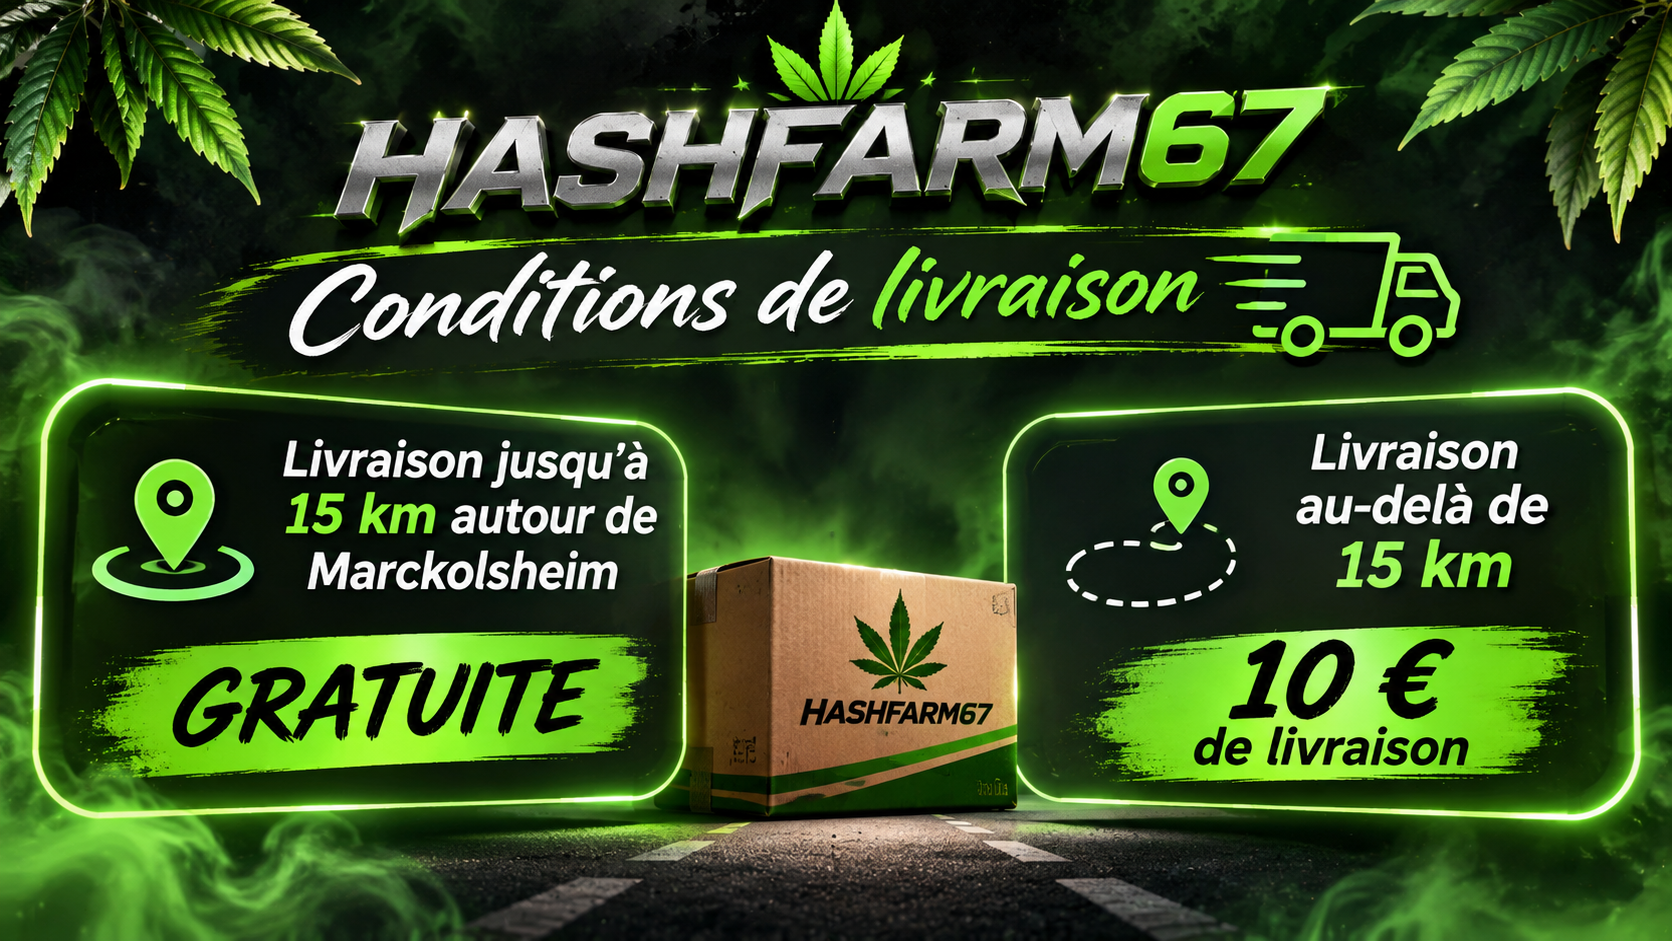 HASHFARM67
Conditions de livraison
Livraison jusqu'à
15 km autour de
Marckolsheim
GRATUITE
Livraison
au-delà de
15 km
10 €
de livraison
HASHFARM67